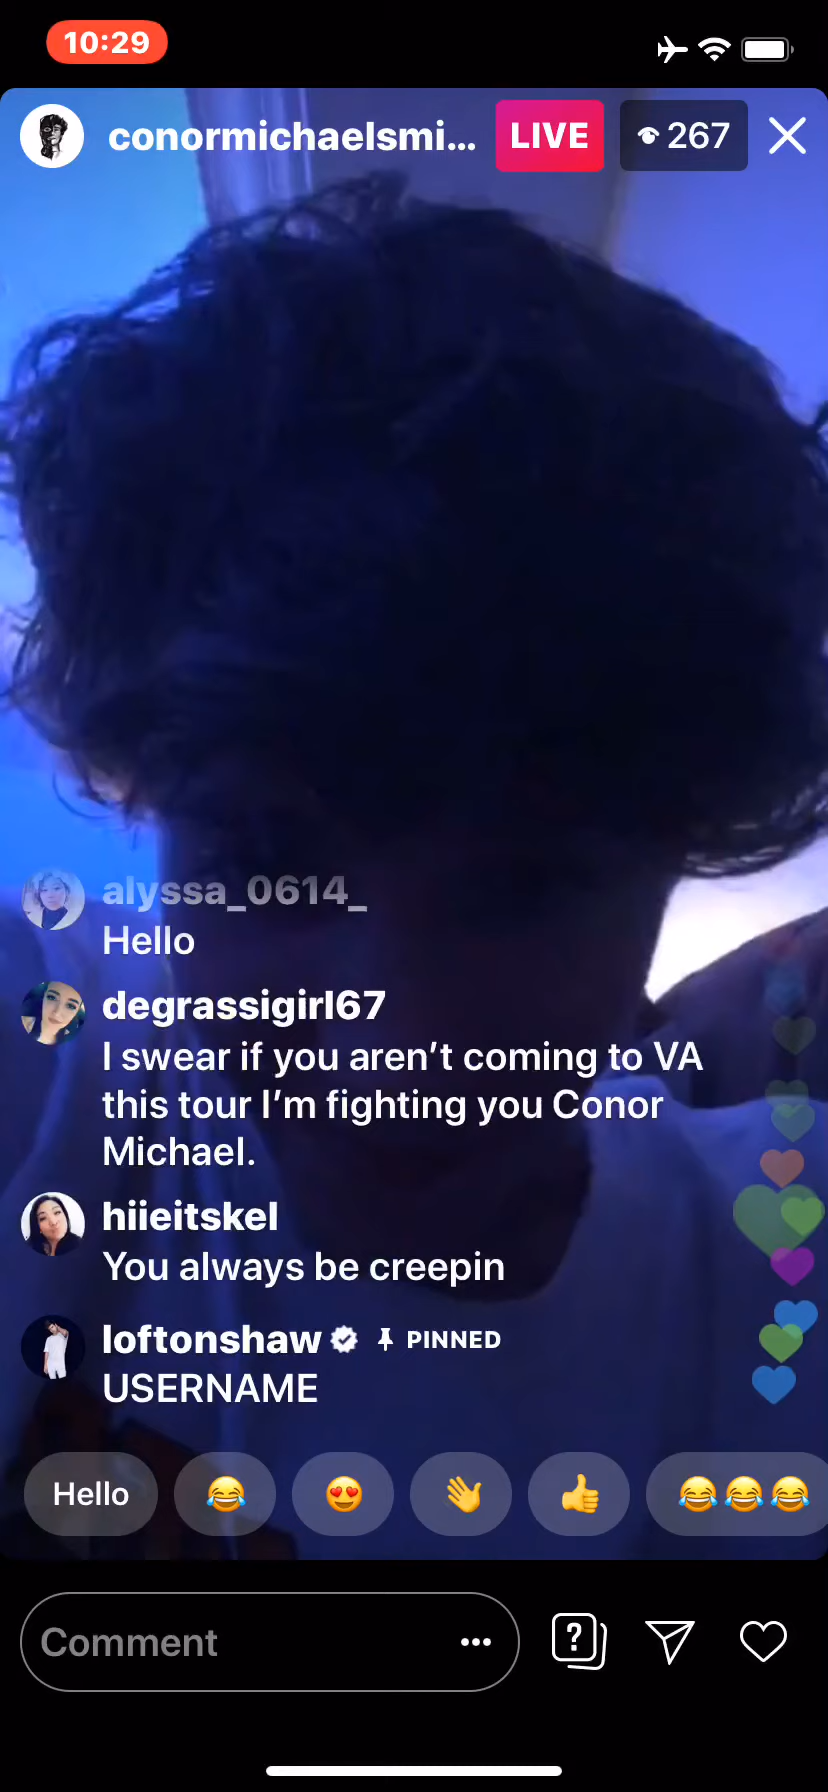 10:29
conormichaelsmi...
LIVE
267
alyssa_0614_
Hello
degrassigirl67
I swear if you aren't coming to VA
this tour I'm fighting you Conor
Michael.
hiieitskel
You always be creepin
loftonshaw PINNED
USERNAME
Hello 😂 😍 👋 👍 😂😂😂
Comment ...